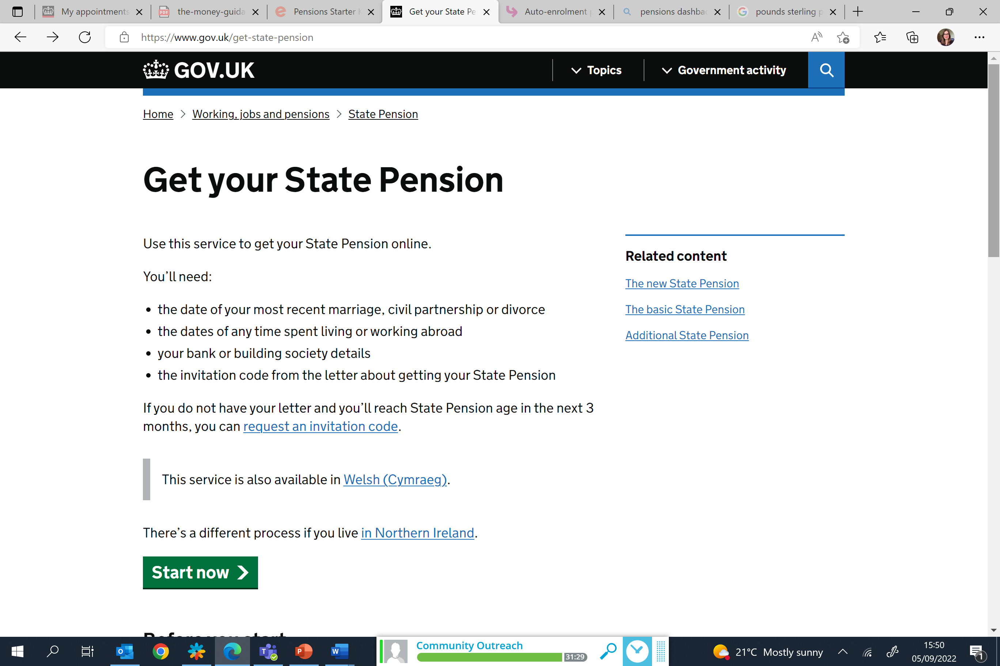 My appointments
the-money-guida
Pensions Starter K
Get your State Pe
Auto-enrolment p
pensions dashbac
pounds sterling p
https://www.gov.uk/get-state-pension
GOV.UK
Topics
Government activity
Home > Working, jobs and pensions > State Pension
Get your State Pension
Use this service to get your State Pension online.
You’ll need:
• the date of your most recent marriage, civil partnership or divorce
• the dates of any time spent living or working abroad
• your bank or building society details
• the invitation code from the letter about getting your State Pension
If you do not have your letter and you’ll reach State Pension age in the next 3
months, you can request an invitation code.
This service is also available in Welsh (Cymraeg).
There’s a different process if you live in Northern Ireland.
Start now
Before you start
Related content
The new State Pension
The basic State Pension
Additional State Pension
Community Outreach
31:29
21°C Mostly sunny
15:50
05/09/2022
1